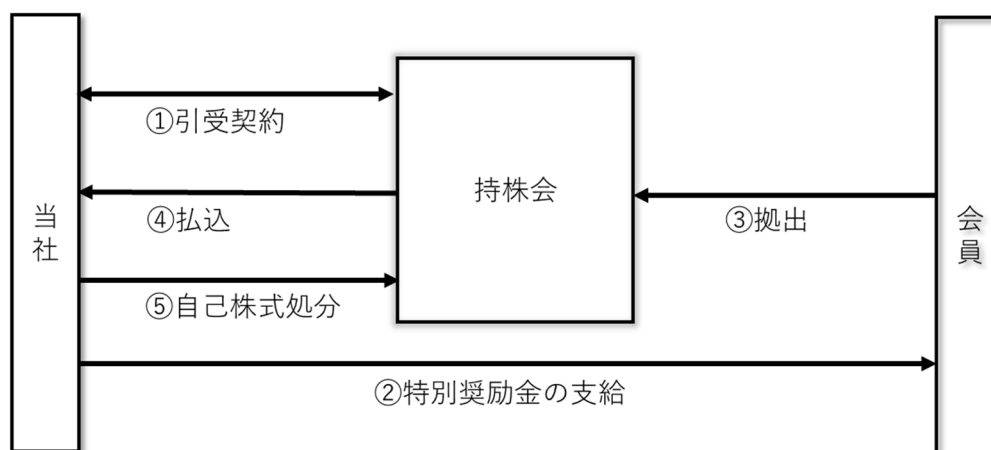 ①引受契約
持株会
④払込
③拠出
当社
会員
⑤自己株式処分
②特別奨励金の支給